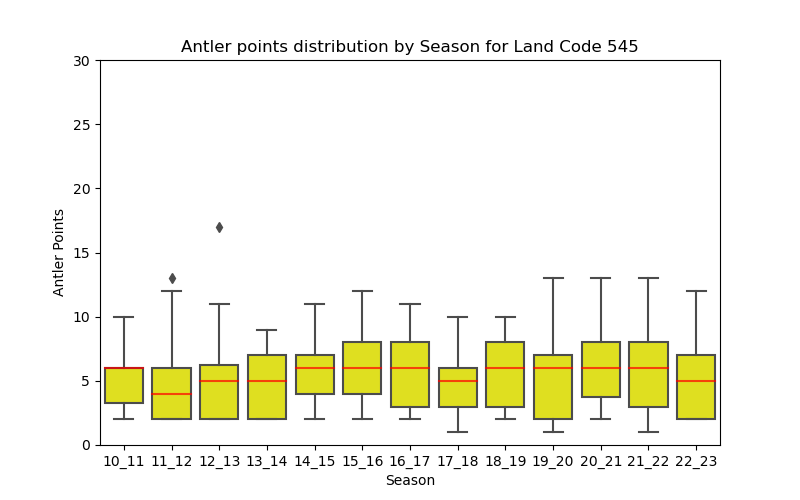 Antler points distribution by Season for Land Code 545
30
25
20
15
10
5
0
Antler Points
10_11 11_12 12_13 13_14 14_15 15_16 16_17 17_18 18_19 19_20 20_21 21_22 22_23
Season